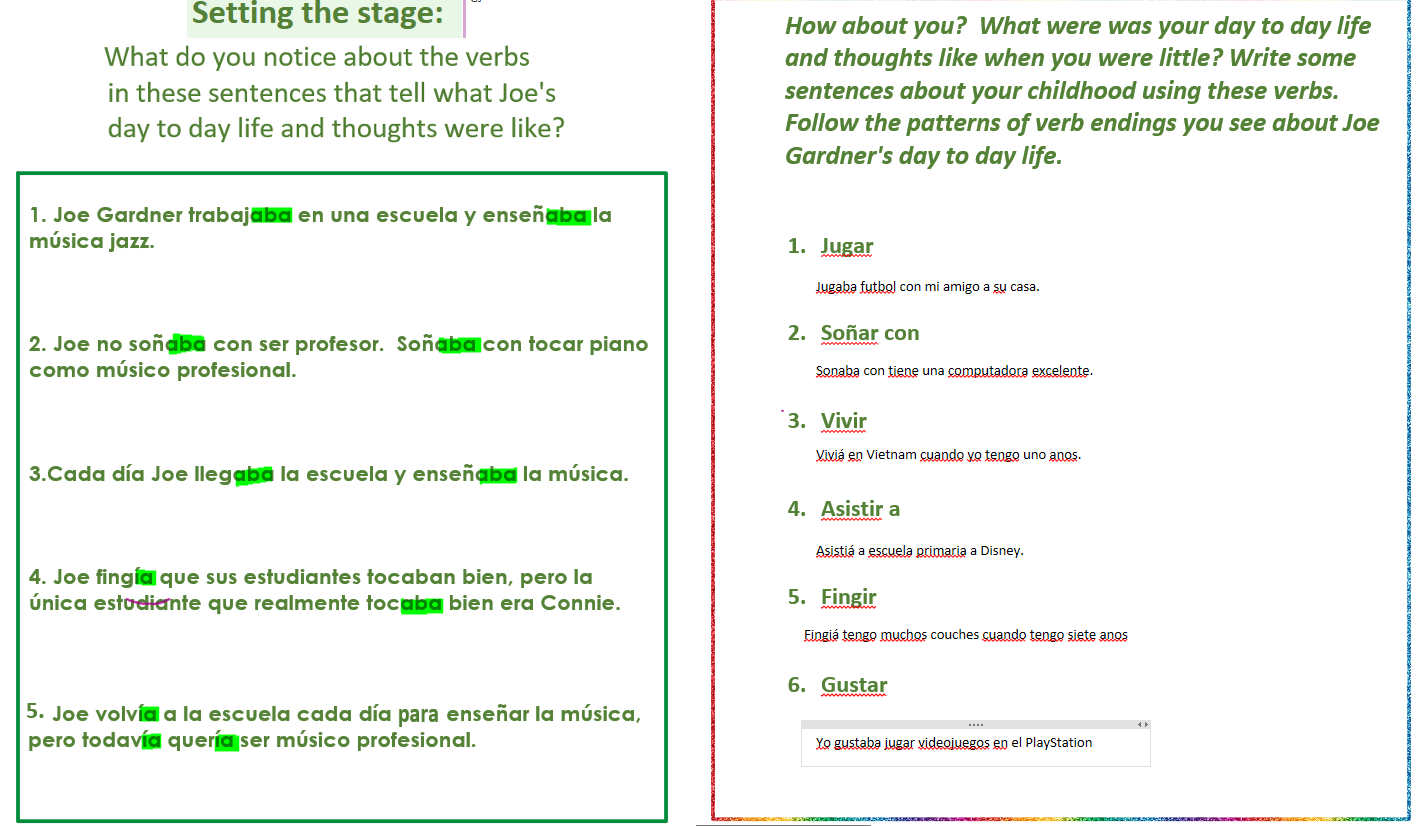 Setting the stage:
What do you notice about the verbs
in these sentences that tell what Joe's
day to day life and thoughts were like?
1. Joe Gardner trabajaba en una escuela y enseñaba la
música jazz.
2. Joe no soñaba con ser profesor. Soñaba con tocar piano
como músico profesional.
3.Cada día Joe llegaba la escuela y enseñaba la música.
4. Joe fingía que sus estudiantes tocaban bien, pero la
única estudiante que realmente tocaba bien era Connie.
5. Joe volvía a la escuela cada día para enseñar la música,
pero todavía quería ser músico profesional.
How about you? What were was your day to day life
and thoughts like when you were little? Write some
sentences about your childhood using these verbs.
Follow the patterns of verb endings you see about Joe
Gardner's day to day life.
1. Jugar
Jugaba futbol con mi amigo a su casa.
2. Soñar con
Sonaba con tiene una computadora excelente.
3. Vivir
Viviá en Vietnam cuando yo tengo uno anos.
4. Asistir a
Asistiá a escuela primaria a Disney.
5. Fingir
Fingiá tengo muchos couches cuando tengo siete anos
6. Gustar
Yo gustaba jugar videojuegos en el PlayStation